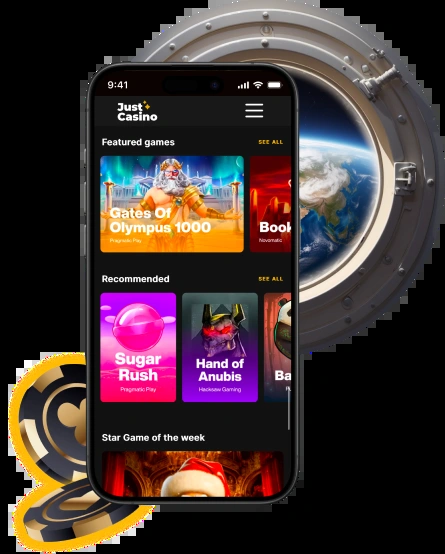 9:41
Just
Casino
Featured games
SEE ALL
Gates Of
Olympus 1000
Pragmatic Play
Book
Novomatic
Recommended
SEE ALL
Sugar
Rush
Pragmatic Play
Hand of
Anubis
Hacksaw Gaming
Ba
Star Game of the week